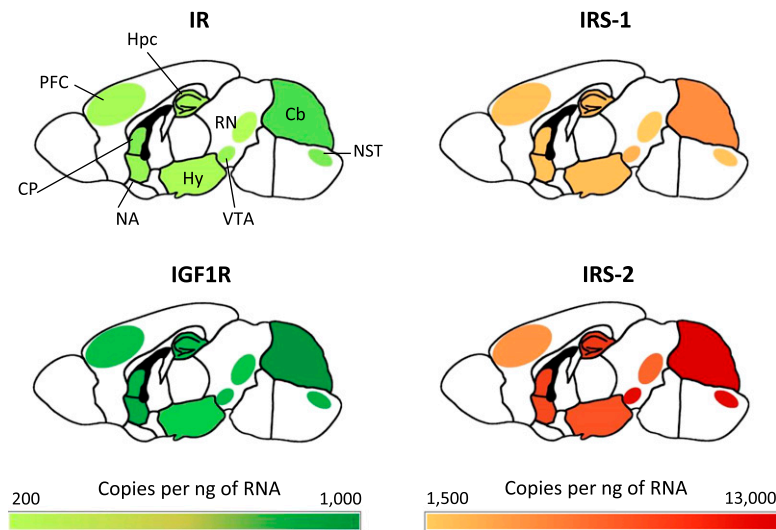 IR
IRS-1
Hpc
PFC
RN
Cb
NST
CP
Hy
NA
VTA
IGF1R
IRS-2
Copies per ng of RNA
200
1,000
Copies per ng of RNA
1,500
13,000